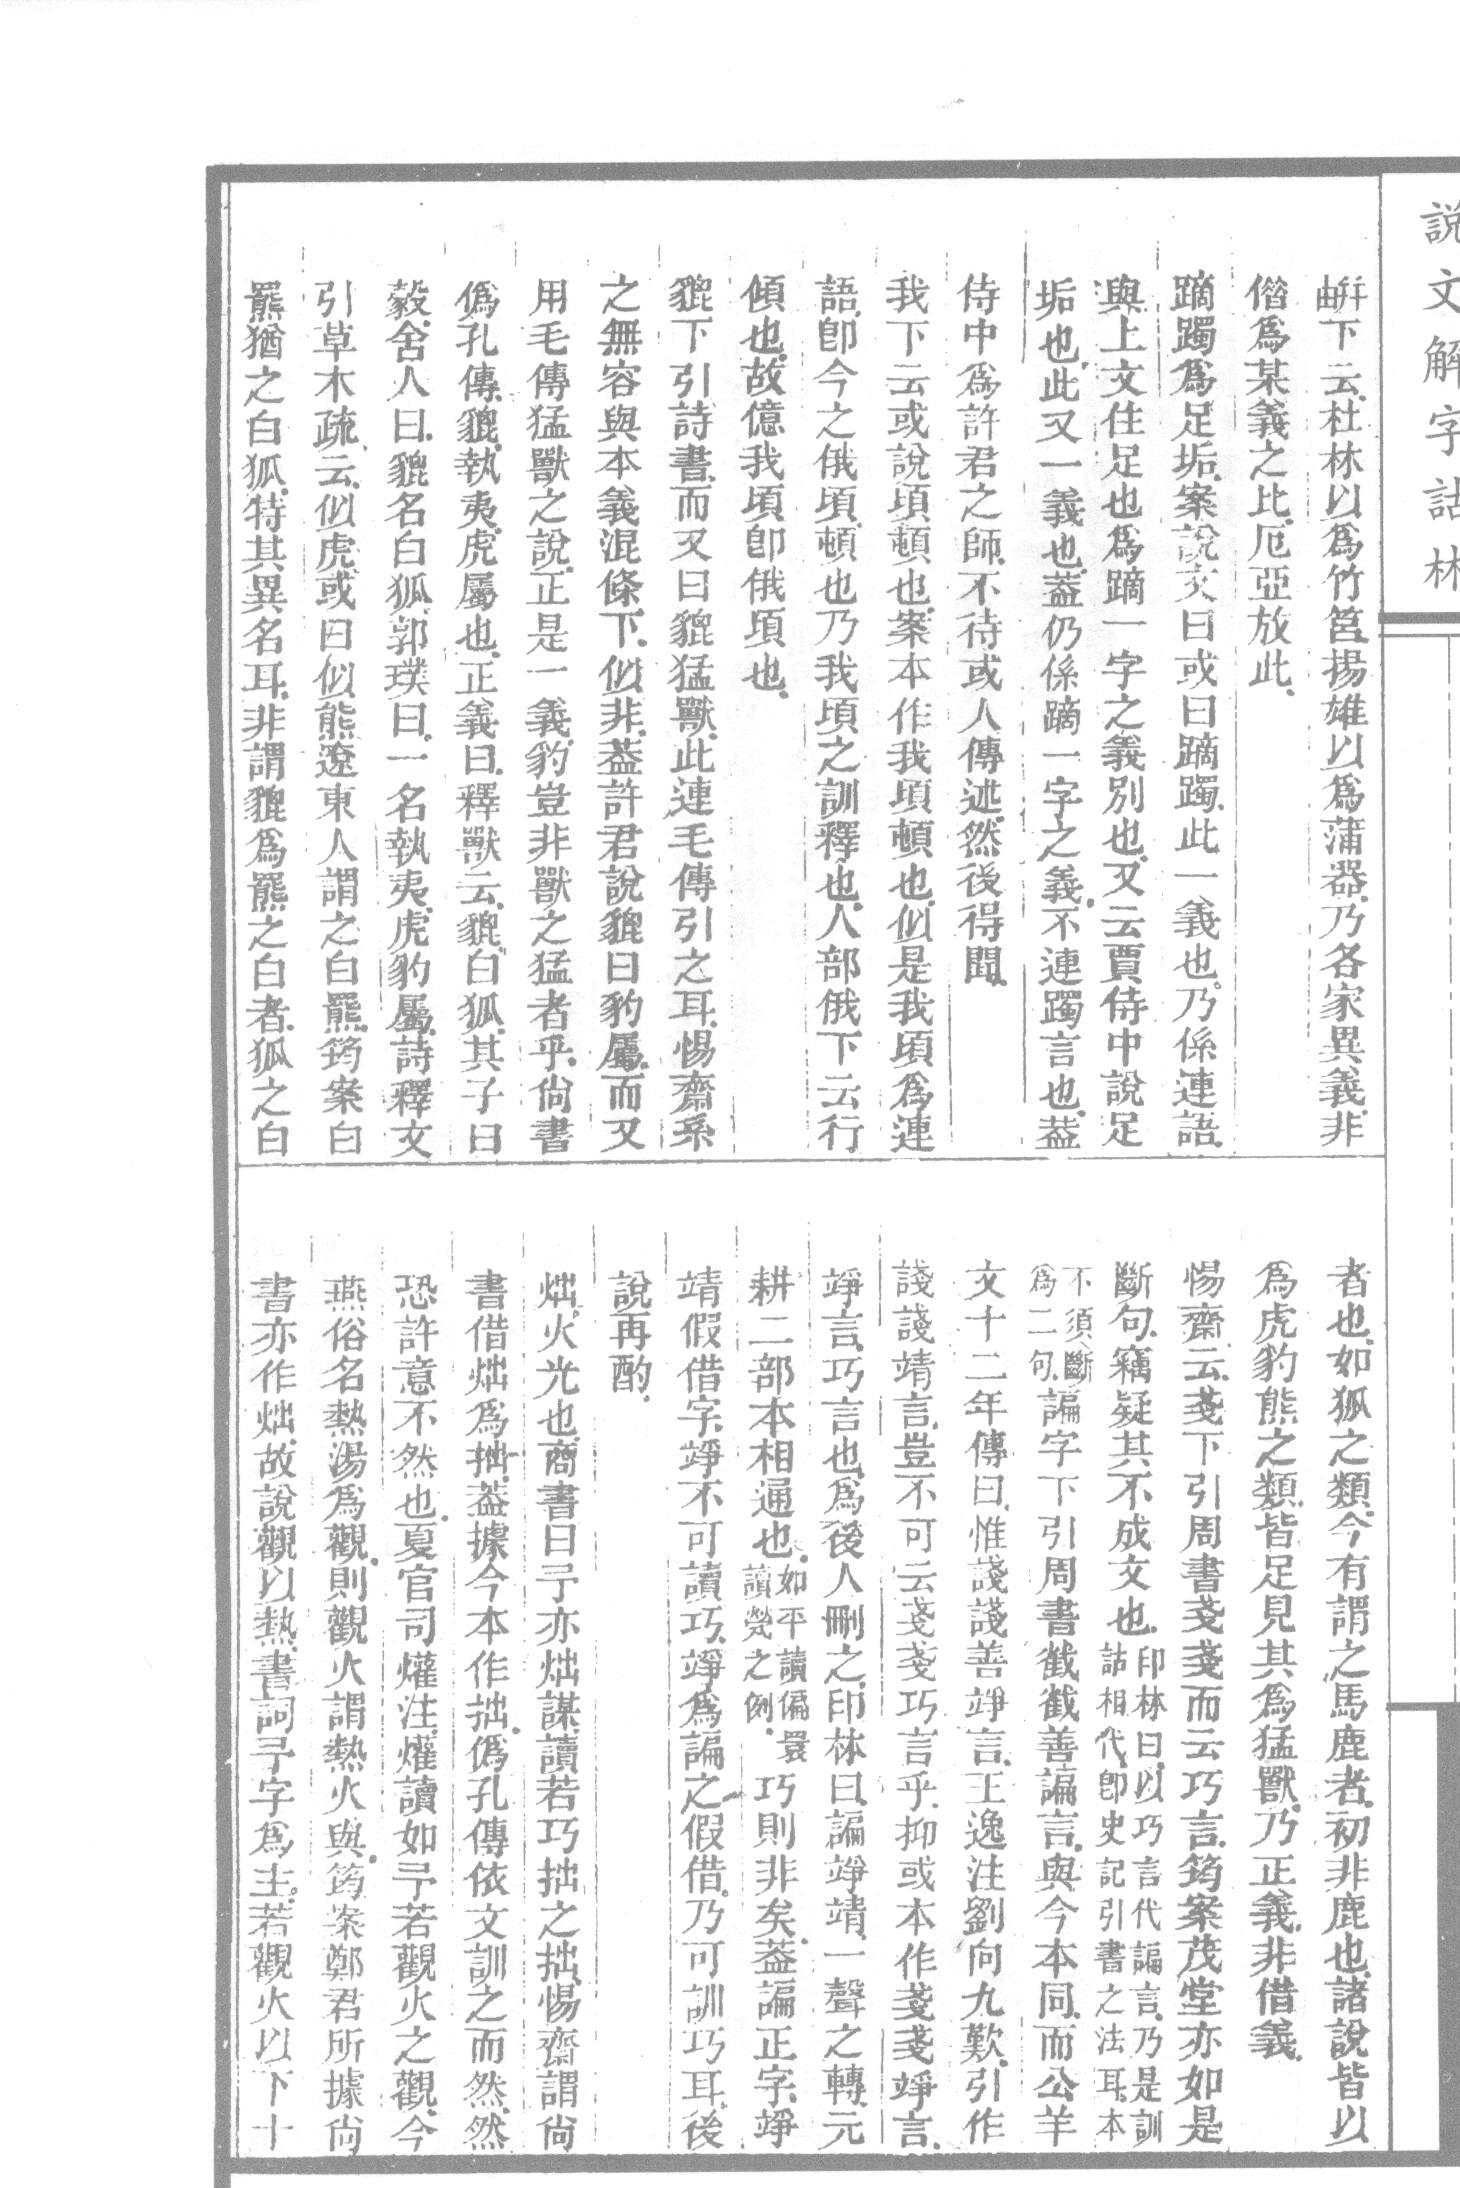 說文解字詁林
𤰇下云.杜林以爲竹筥.揚雄以爲蒲器.乃各家異義.非
偕爲某義之比.厄亞放此.
蹢躅爲足垢.案說文曰或曰蹢躅.此一義也.乃係連語.
與上文住足也爲蹢一字之義別也.又云賈侍中說足
垢也.此又一義也.葢仍係蹢一字之義.不連躅言也.葢
侍中爲許君之師.不待或人傳述.然後得聞.
我下云或說頃頓也.案本作我頃頓也.似是我頃爲連
語.卽今之俄頃.頓也乃我頃之訓釋也.人部俄下云行
傾也.故億我頃卽俄頃也.
貔下引詩書.而又曰貔猛獸.此連毛傳引之耳.惕齋系
之無容與本義混條下.似非.葢許君說貔曰豹屬.而又
用毛傳猛獸之說.正是一義.豹豈非獸之猛者乎.尙書
僞孔傳.貔.執夷.虎屬也.正義曰.釋獸云.貔.白狐.其子曰
豰.舍人曰.貔名白狐.郭璞曰.一名執夷.虎豹屬.詩釋文
引草木疏.云.似虎.或曰似熊.遼東人謂之白羆.筠案白
羆猶之白狐.特其異名耳.非謂貔爲羆之白者.狐之白
者也.如狐之類.今有謂之馬鹿者.初非鹿也.諸說皆以
爲虎豹熊之類.皆足見其爲猛獸.乃正義.非借義.
惕齋云.戔下引周書戔戔.而云巧言.筠案茂堂亦如是
斷句.竊疑其不成文也.印林曰.以巧言代諞言.乃是訓詁相代.卽史記引書之法耳.本
不須斷爲二句.諞字下引周書截截善諞言.與今本同.而公羊
文十二年傳曰.惟諓諓善竫言.王逸注劉向九歎.引作
諓諓靖言.豈不可云戔戔巧言乎.抑或本作戔戔竫言.
竫言.巧言也.爲後人刪之.印林曰.諞竫靖.一聲之轉.元
耕二部本相通也.如平讀偏睘讀煢之例.巧則非矣.葢諞正字.竫
靖假借字.竫不可讀巧.竫爲諞之假借.乃可訓巧耳.後
說再酌.
炪.火光也.商書曰予亦炪謀.讀若巧拙之拙.惕齋謂尙
書借炪爲拙.葢據今本作拙.僞孔傳依文訓之而然.然
恐許意不然也.夏官司爟注.爟讀如予若觀火之觀.今
燕俗名熱湯爲觀.則觀火謂熱火與.筠案鄭君所據尙
書亦作炪.故說觀以熱.書詞予字爲主.若觀火以下十